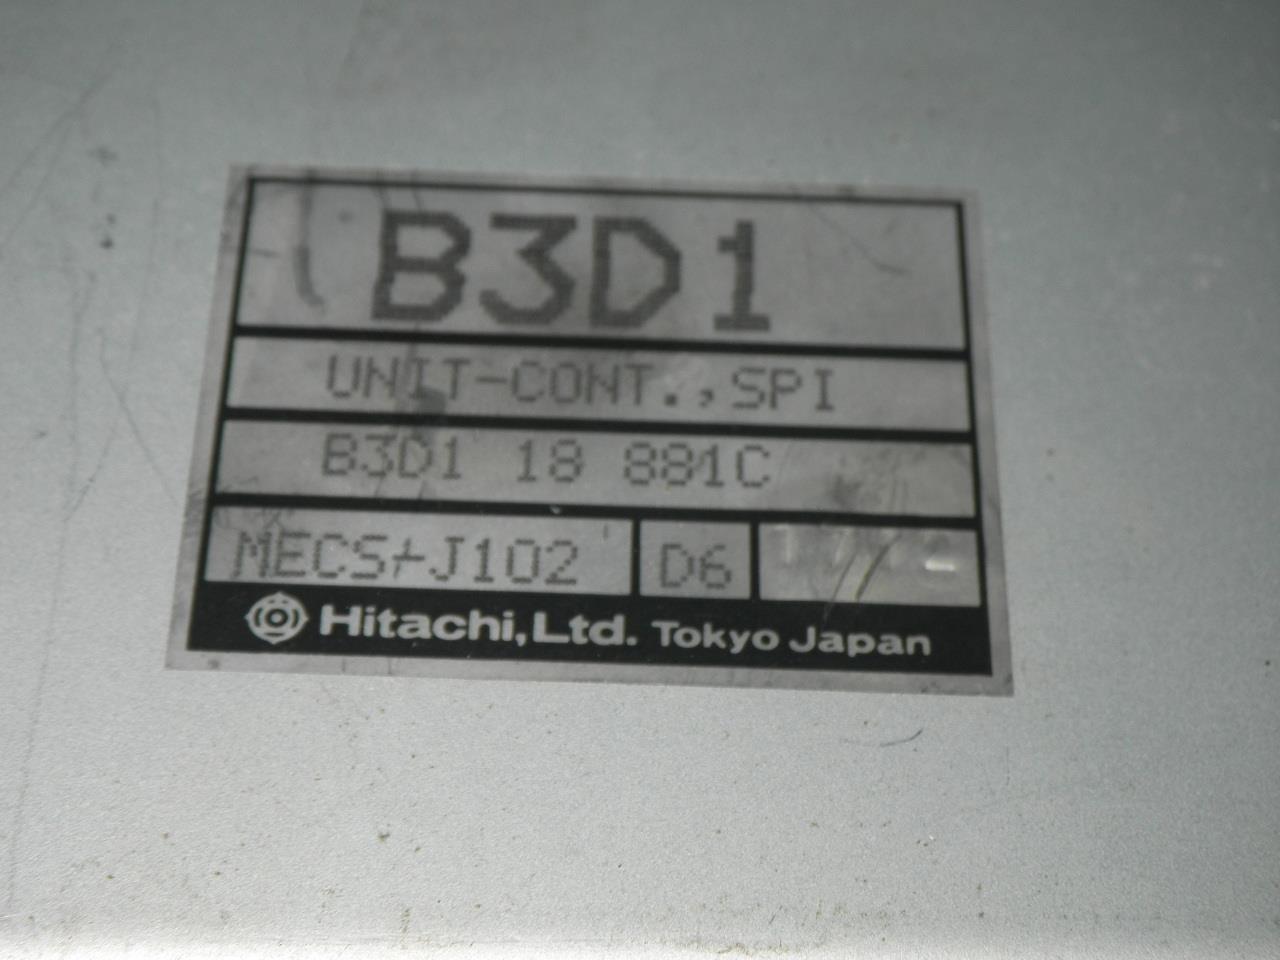 B3D1
UNIT-CONT.,SPI
B3D1 18 881C
MECS-J102 D6
Hitachi, Ltd. Tokyo Japan